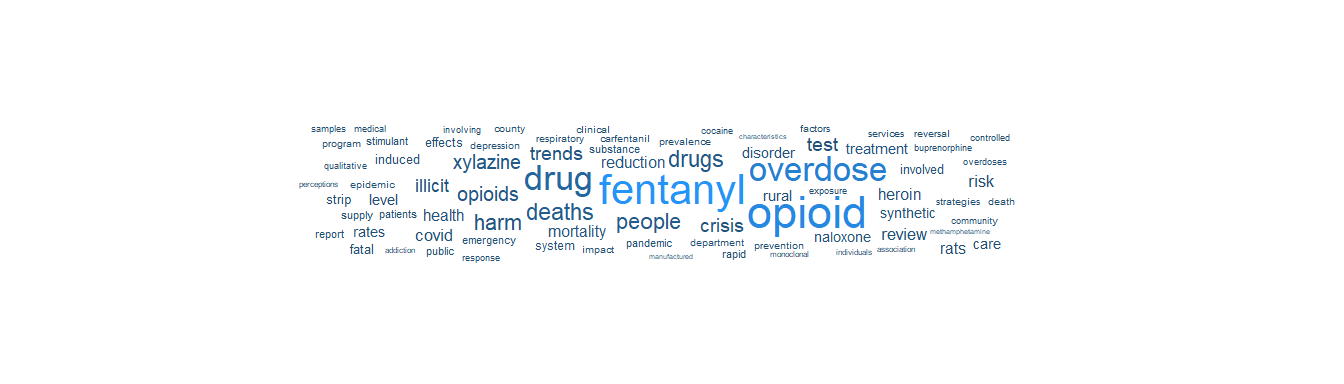 samples medical involving county clinical cocaine factors services reversal controlled
program stimulant effects depression respiratory carfentanil prevalence characteristics test treatment buprenorphine
qualitative induced xylazine trends substance reduction drugs disorder overdose involved overdoses
perceptions epidemic illicit opioids drug fentanyl rural exposure heroin risk
strip level supply patients health harm deaths people crisis opioid synthetic strategies death
report rates covid emergency mortality naloxone review community methamphetamine
fatal addiction public response system impact pandemic department prevention individuals association rats care
manufactured rapid monoclonal